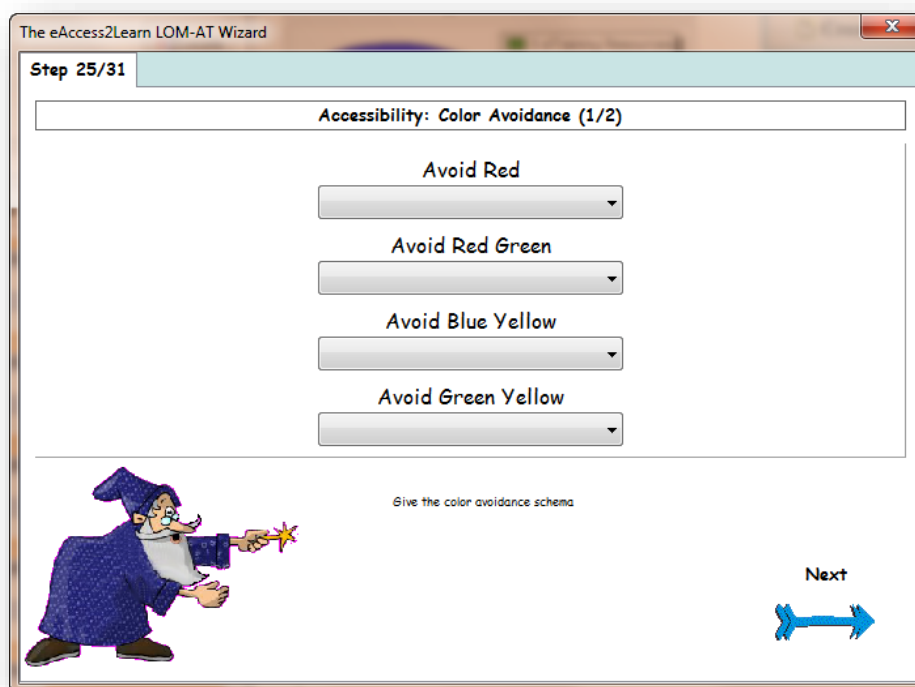 The eAccess2Learn LOM-AT Wizard
Step 25/31
Accessibility: Color Avoidance (1/2)
Avoid Red
Avoid Red Green
Avoid Blue Yellow
Avoid Green Yellow
Give the color avoidance schema
Next